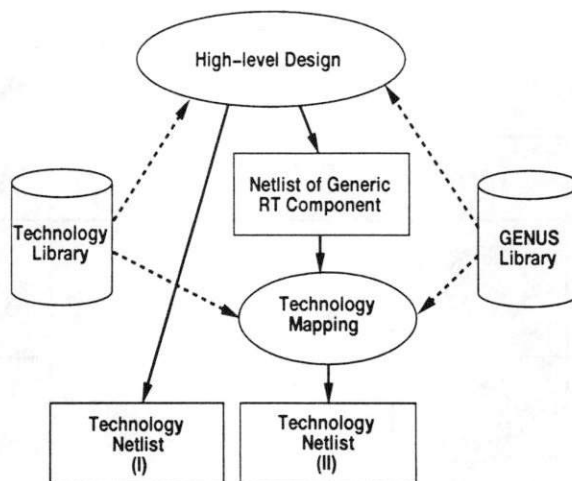 High-level Design
Netlist of Generic
RT Component
Technology
Library
GENUS
Library
Technology
Mapping
Technology
Netlist
(I)
Technology
Netlist
(II)